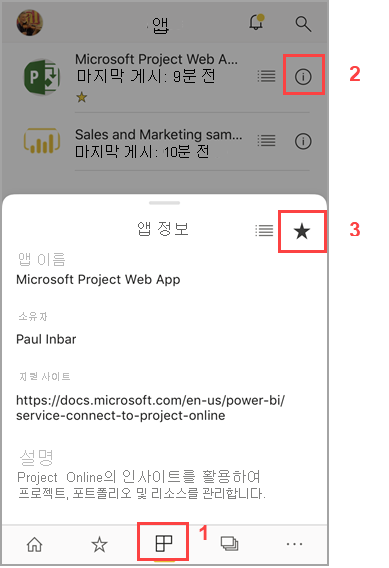 앱
Microsoft Project Web A...
마지막 게시: 9분 전
2
Sales and Marketing sam...
마지막 게시: 10분 전
앱 정보
3
앱 이름
Microsoft Project Web App
소유자
Paul Inbar
지원 사이트
https://docs.microsoft.com/en-us/power-bi/
service-connect-to-project-online
설명
Project Online의 인사이트를 활용하여
프로젝트, 포트폴리오 및 리소스를 관리합니다.
1